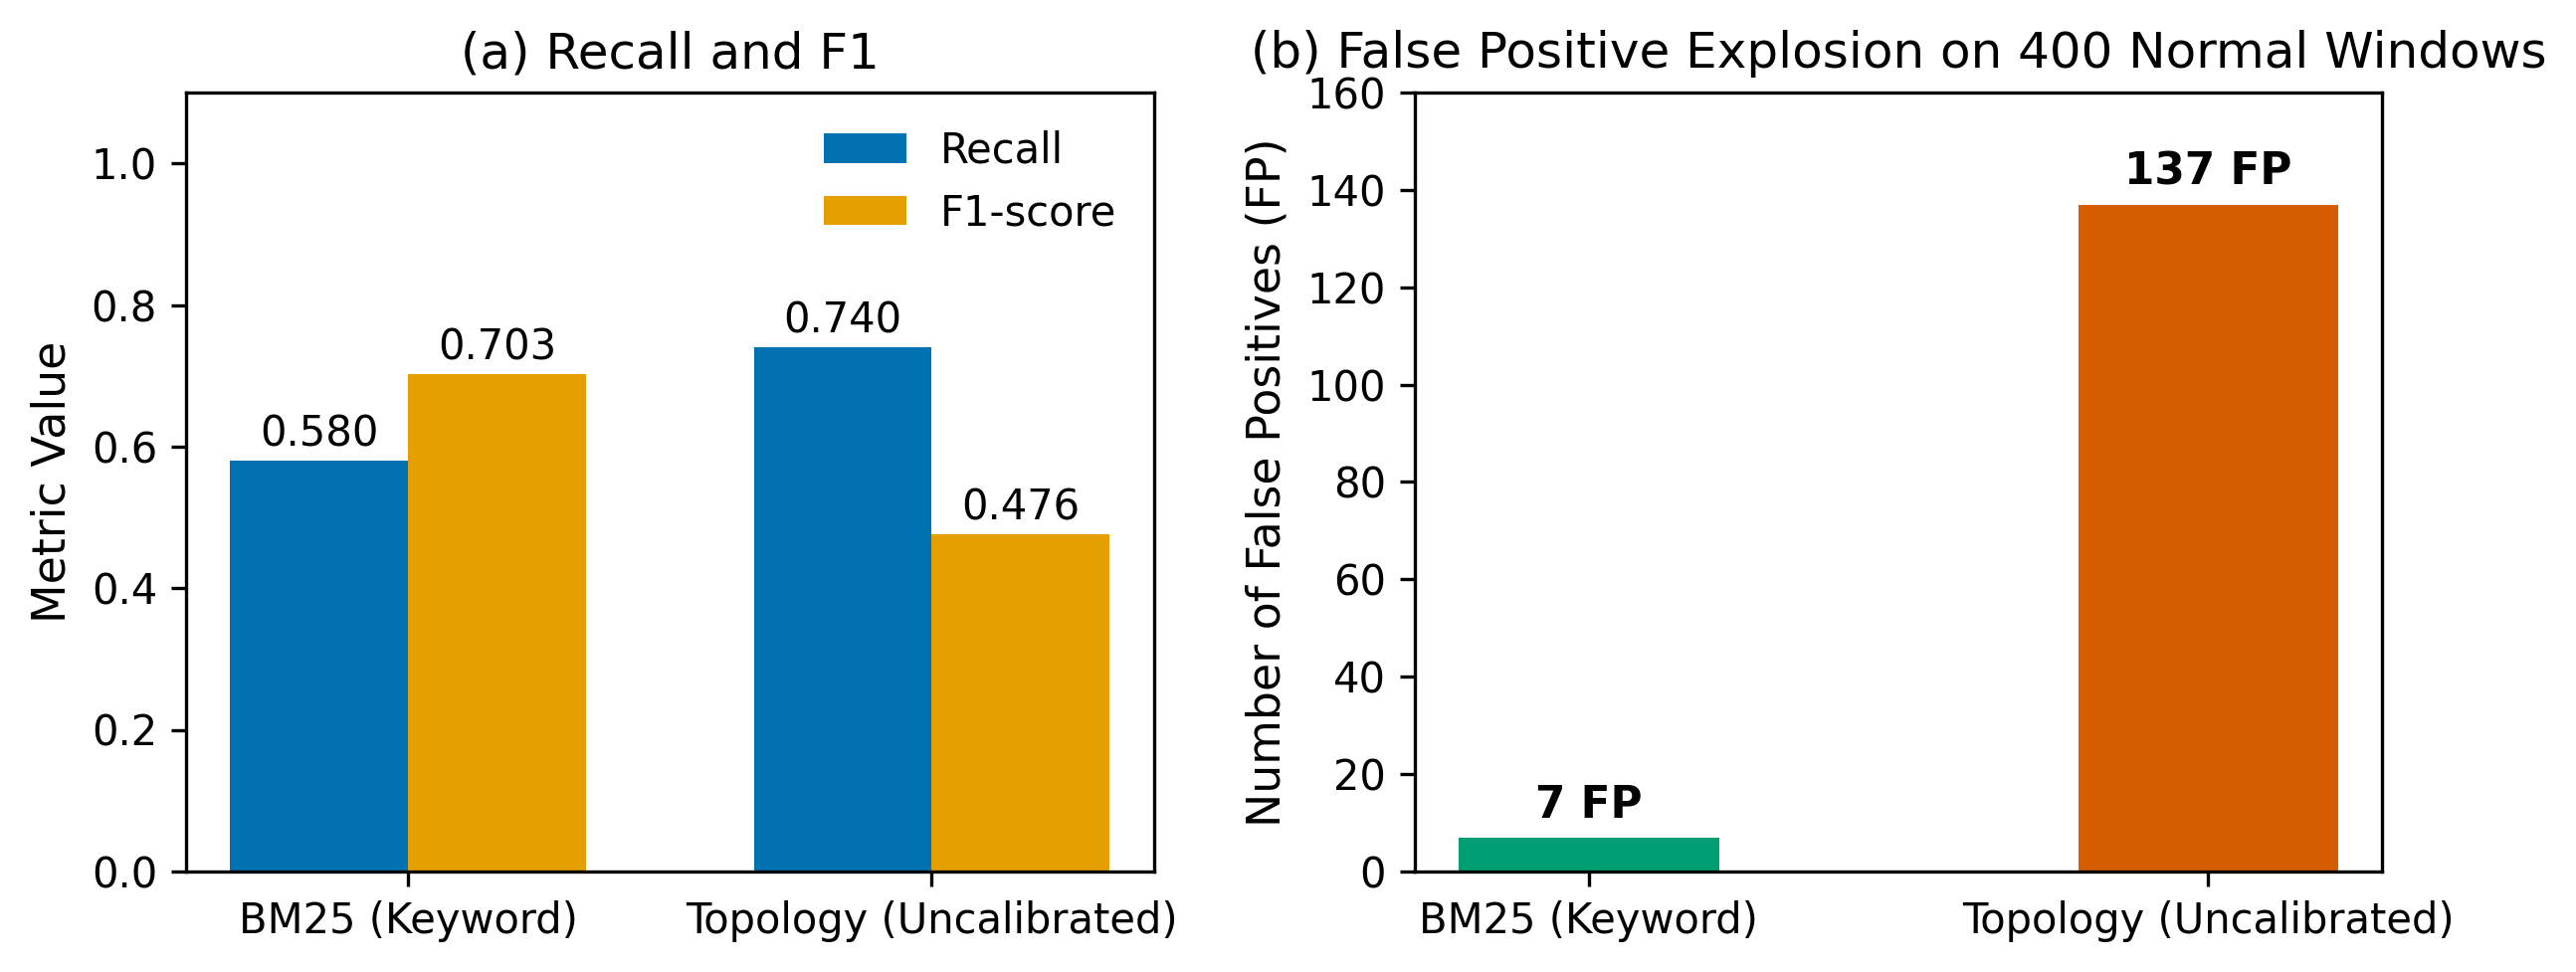 (a) Recall and F1
Metric Value
1.0
0.8
0.6
0.4
0.2
0.0
Recall
F1-score
0.580
0.703
0.740
0.476
BM25 (Keyword)
Topology (Uncalibrated)
(b) False Positive Explosion on 400 Normal Windows
Number of False Positives (FP)
160
140
120
100
80
60
40
20
0
7 FP
137 FP
BM25 (Keyword)
Topology (Uncalibrated)